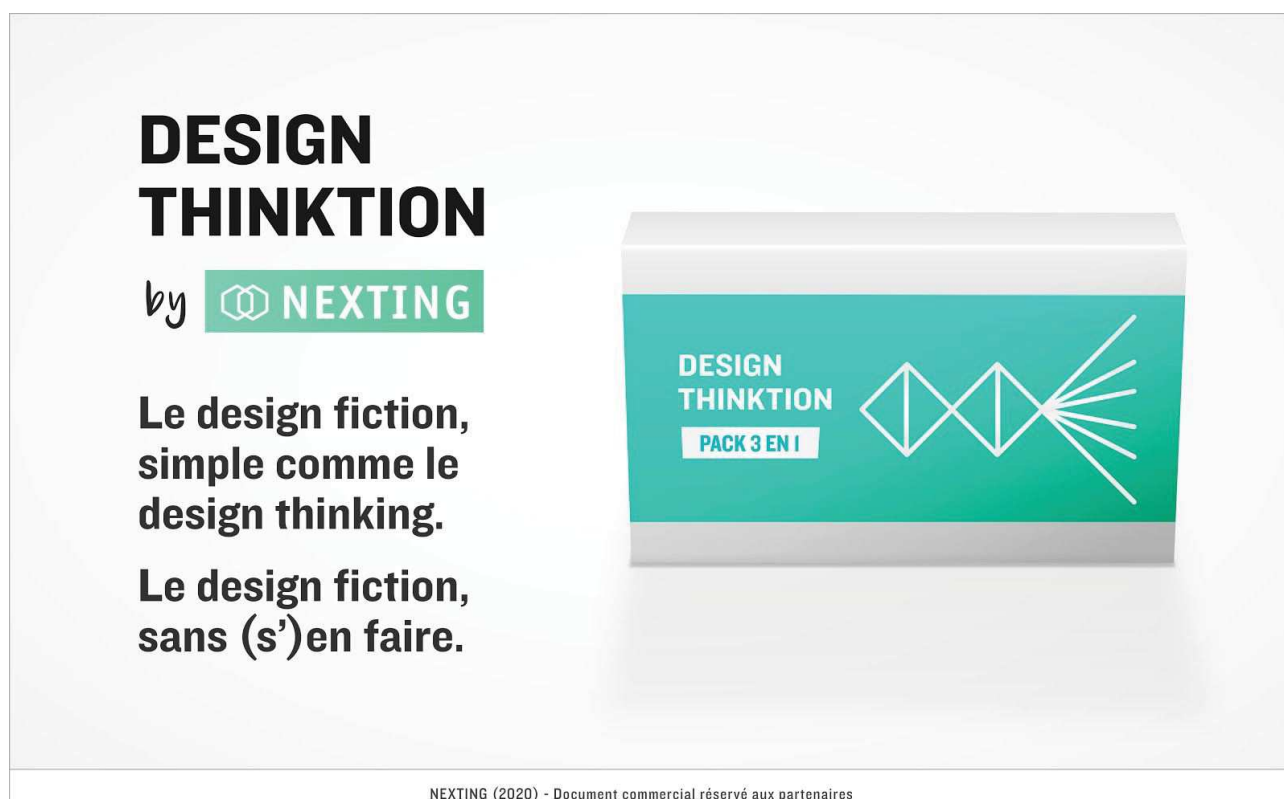 DESIGN
THINKTION
by NEXTING
Le design fiction,
simple comme le
design thinking.
Le design fiction,
sans (s’)en faire.
DESIGN
THINKTION
PACK 3 EN 1
NEXTING (2020) - Document commercial réservé aux partenaires